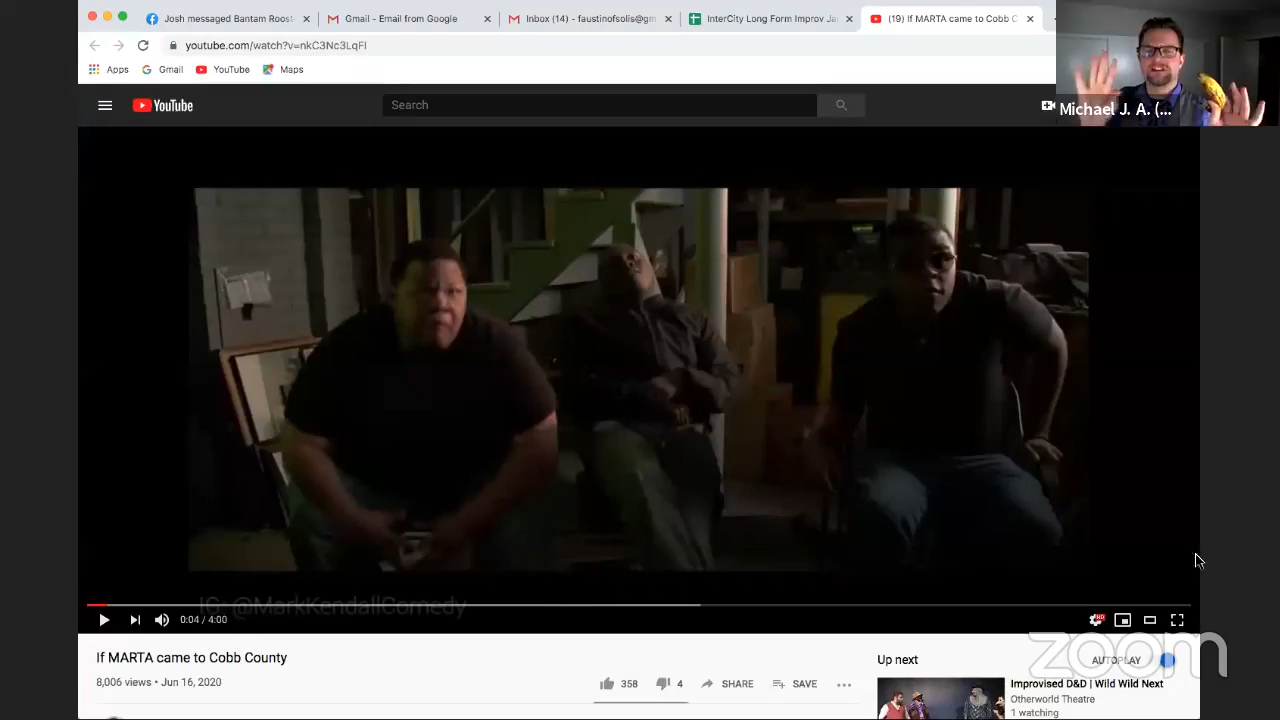 Josh messaged Bantam Roost
Gmail - Email from Google
Inbox (14) - faustinofsolis@gm
InterCity Long Form Improv Ja
(19) If MARTA came to Cobb C
youtube.com/watch?v=nkC3Nc3LqFI
Apps
Gmail
YouTube
Maps
YouTube
Search
Michael J. A. (...
IG: @MarkKendallComedy
0:04 / 4:00
HD
If MARTA came to Cobb County
8,006 views • Jun 16, 2020
358
4
SHARE
SAVE
Up next
AUTOPLAY
zoom
Improvised D&D | Wild Wild Next
Otherworld Theatre
1 watching